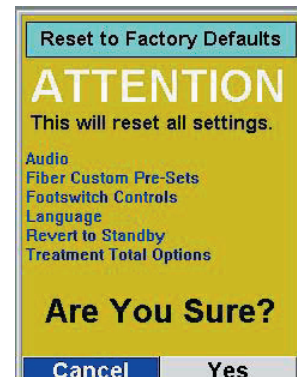 Reset to Factory Defaults
ATTENTION
This will reset all settings.
Audio
Fiber Custom Pre-Sets
Footswitch Controls
Language
Revert to Standby
Treatment Total Options
Are You Sure?
Cancel Yes